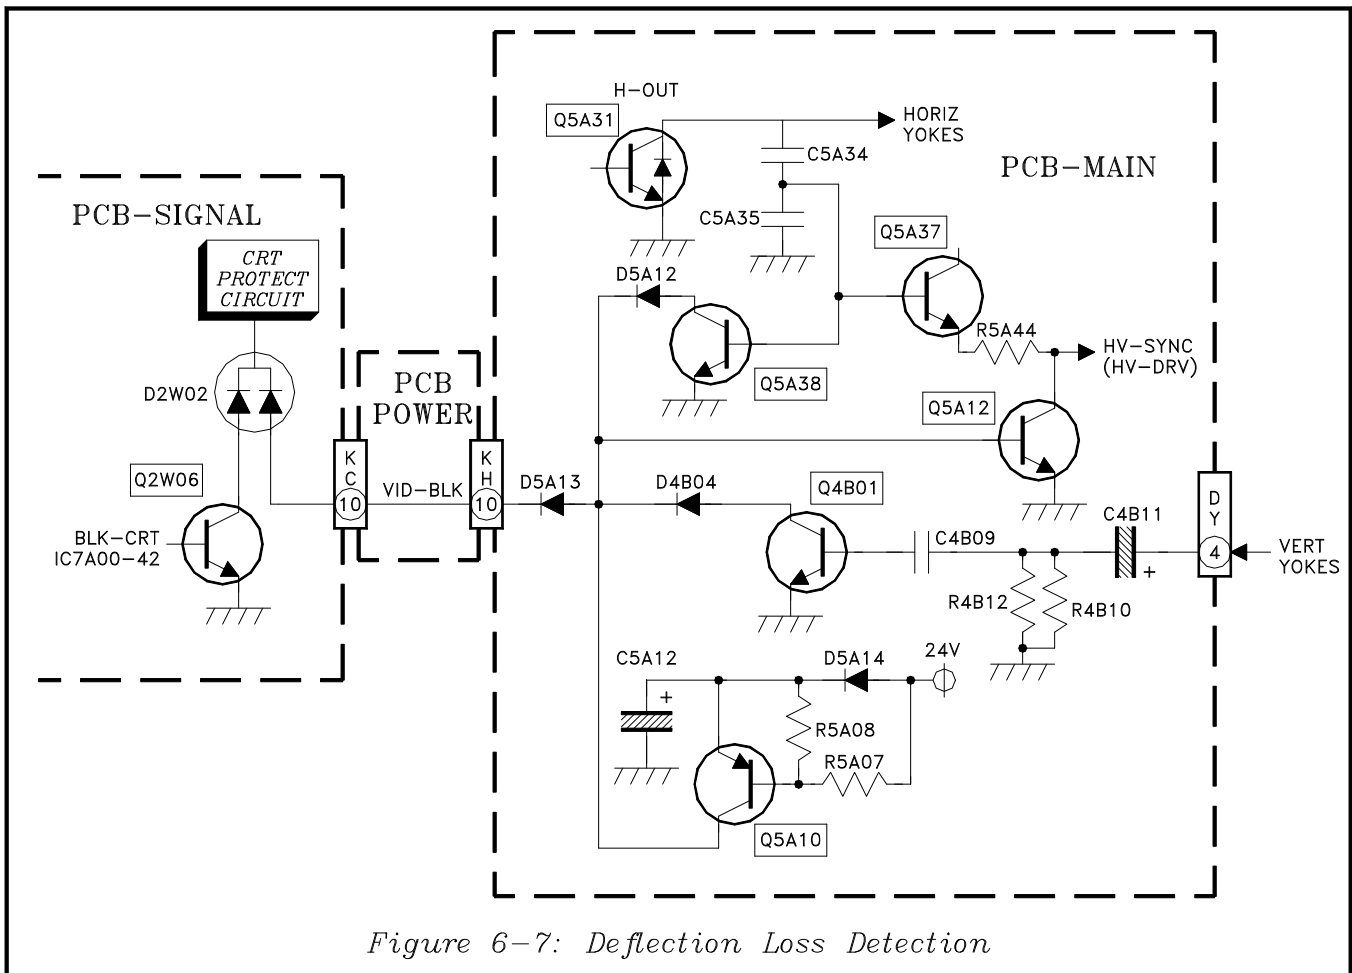 H-OUT
Q5A31
HORIZ
YOKES
C5A34
PCB-MAIN
PCB-SIGNAL
C5A35
Q5A37
CRT
PROTECT
CIRCUIT
D5A12
R5A44
HV-SYNC
(HV-DRV)
D2W02
PCB
POWER
Q5A38
Q5A12
K
C
10
K
H
10
Q2W06
VID-BLK
D5A13
D4B04
Q4B01
D
Y
4
C4B11
BLK-CRT
IC7A00-42
C4B09
VERT
YOKES
+
R4B12
R4B10
C5A12
D5A14
24V
+
R5A08
R5A07
Q5A10
Figure 6-7: Deflection Loss Detection